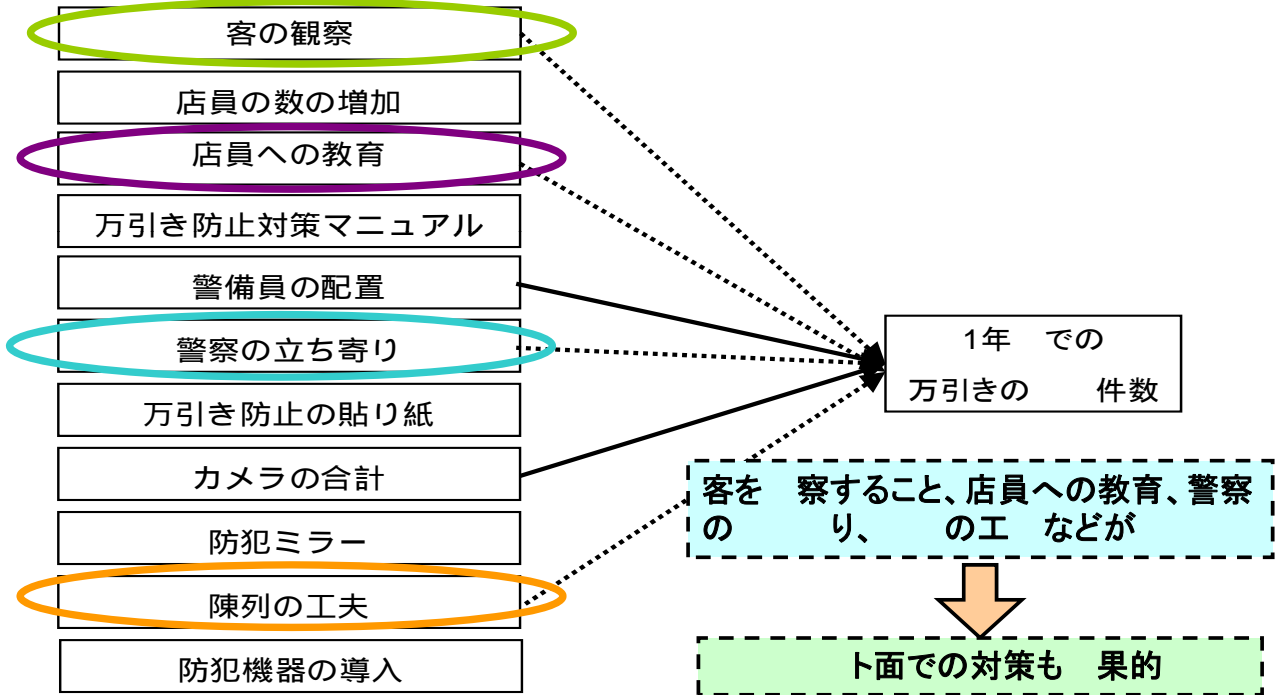 客の観察
店員の数の増加
店員への教育
万引き防止対策マニュアル
警備員の配置
警察の立ち寄り
万引き防止の貼り紙
カメラの合計
防犯ミラー
陳列の工夫
防犯機器の導入
1年 での
万引きの 件数
客を 察すること、店員への教育、警察
の り、 の工 などが
ト面での対策も 果的